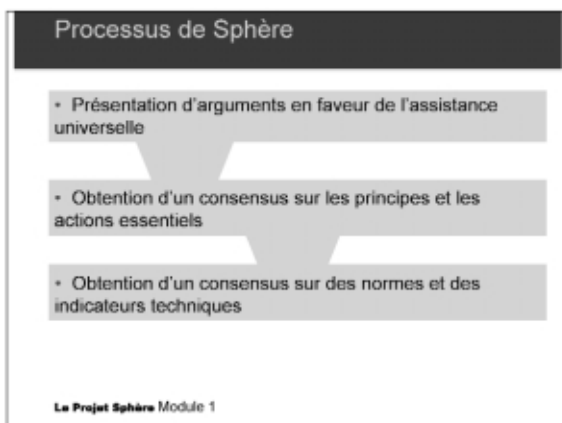 Processus de Sphère
• Présentation d'arguments en faveur de l'assistance
universelle
• Obtention d'un consensus sur les principes et les
actions essentiels
• Obtention d'un consensus sur des normes et des
indicateurs techniques
Le Projet Sphère Module 1